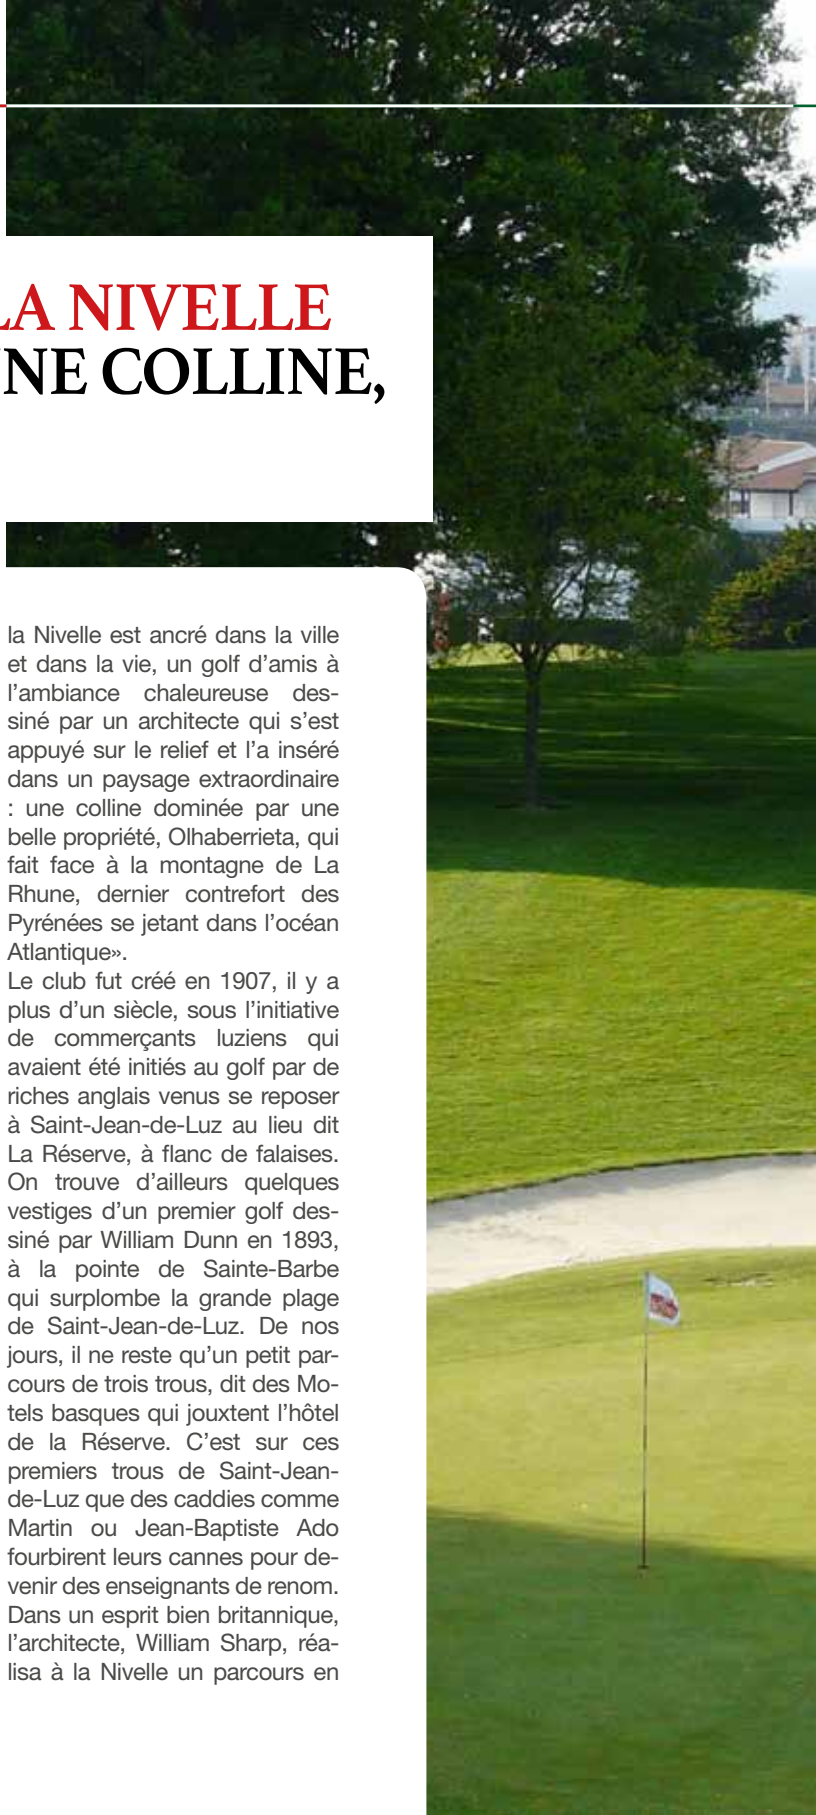 LA NIVELLE
NE COLLINE,
la Nivelle est ancré dans la ville
et dans la vie, un golf d’amis à
l’ambiance chaleureuse des-
siné par un architecte qui s’est
appuyé sur le relief et l’a inséré
dans un paysage extraordinaire
: une colline dominée par une
belle propriété, Olhaberrieta, qui
fait face à la montagne de La
Rhune, dernier contrefort des
Pyrénées se jetant dans l’océan
Atlantique».
Le club fut créé en 1907, il y a
plus d’un siècle, sous l’initiative
de commerçants luziens qui
avaient été initiés au golf par de
riches anglais venus se reposer
à Saint-Jean-de-Luz au lieu dit
La Réserve, à flanc de falaises.
On trouve d’ailleurs quelques
vestiges d’un premier golf des-
siné par William Dunn en 1893,
à la pointe de Sainte-Barbe
qui surplombe la grande plage
de Saint-Jean-de-Luz. De nos
jours, il ne reste qu’un petit par-
cours de trois trous, dit des Mo-
tels basques qui jouxtent l’hôtel
de la Réserve. C’est sur ces
premiers trous de Saint-Jean-
de-Luz que des caddies comme
Martin ou Jean-Baptiste Ado
fourbirent leurs cannes pour de-
venir des enseignants de renom.
Dans un esprit bien britannique,
l’architecte, William Sharp, réa-
lisa à la Nivelle un parcours en